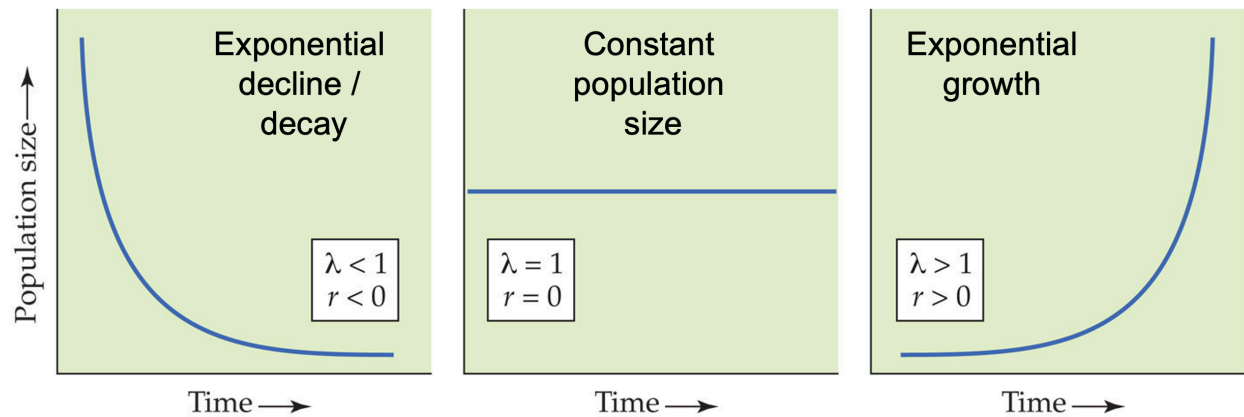 Exponential
decline /
decay
λ < 1
r < 0
Population size
Time
Constant
population
size
λ = 1
r = 0
Time
Exponential
growth
λ > 1
r > 0
Time